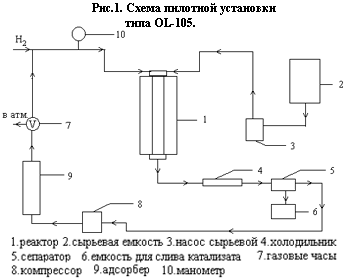 Рис.1. Схема пилотной установки
типа OL-105.
10
H2
2
в атм.
V
7
1
3
9
4
5
8
6
1.реактор 2.сырьевая емкость 3.насос сырьевой 4.холодильник
5.сепаратор 6.емкость для слива катализата 7.газовые часы
8.компрессор 9.адсорбер 10.манометр